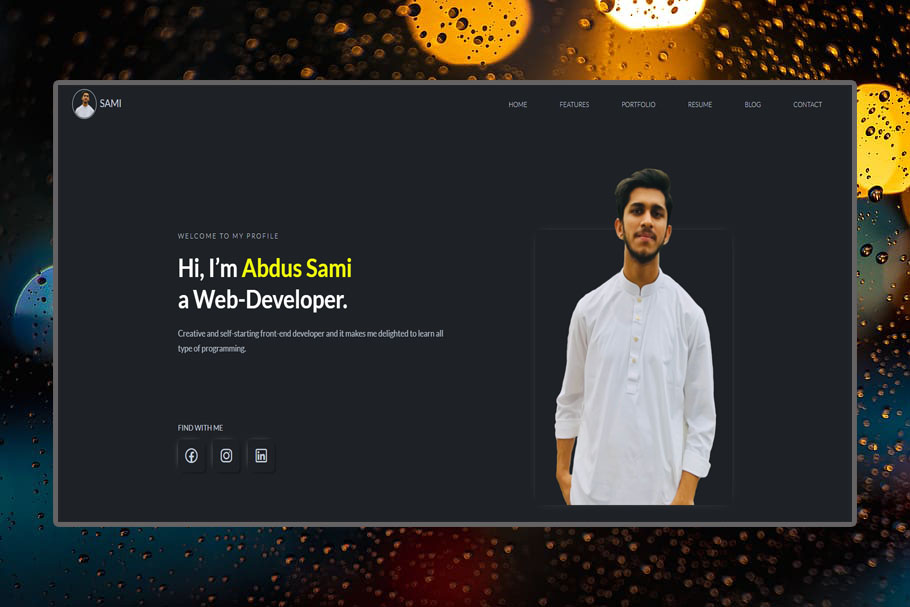 SAMI
HOME FEATURES PORTFOLIO RESUME BLOG CONTACT
WELCOME TO MY PROFILE
Hi, I’m Abdus Sami
a Web-Developer.
Creative and self-starting front-end developer and it makes me delighted to learn all
type of programming.
FIND WITH ME